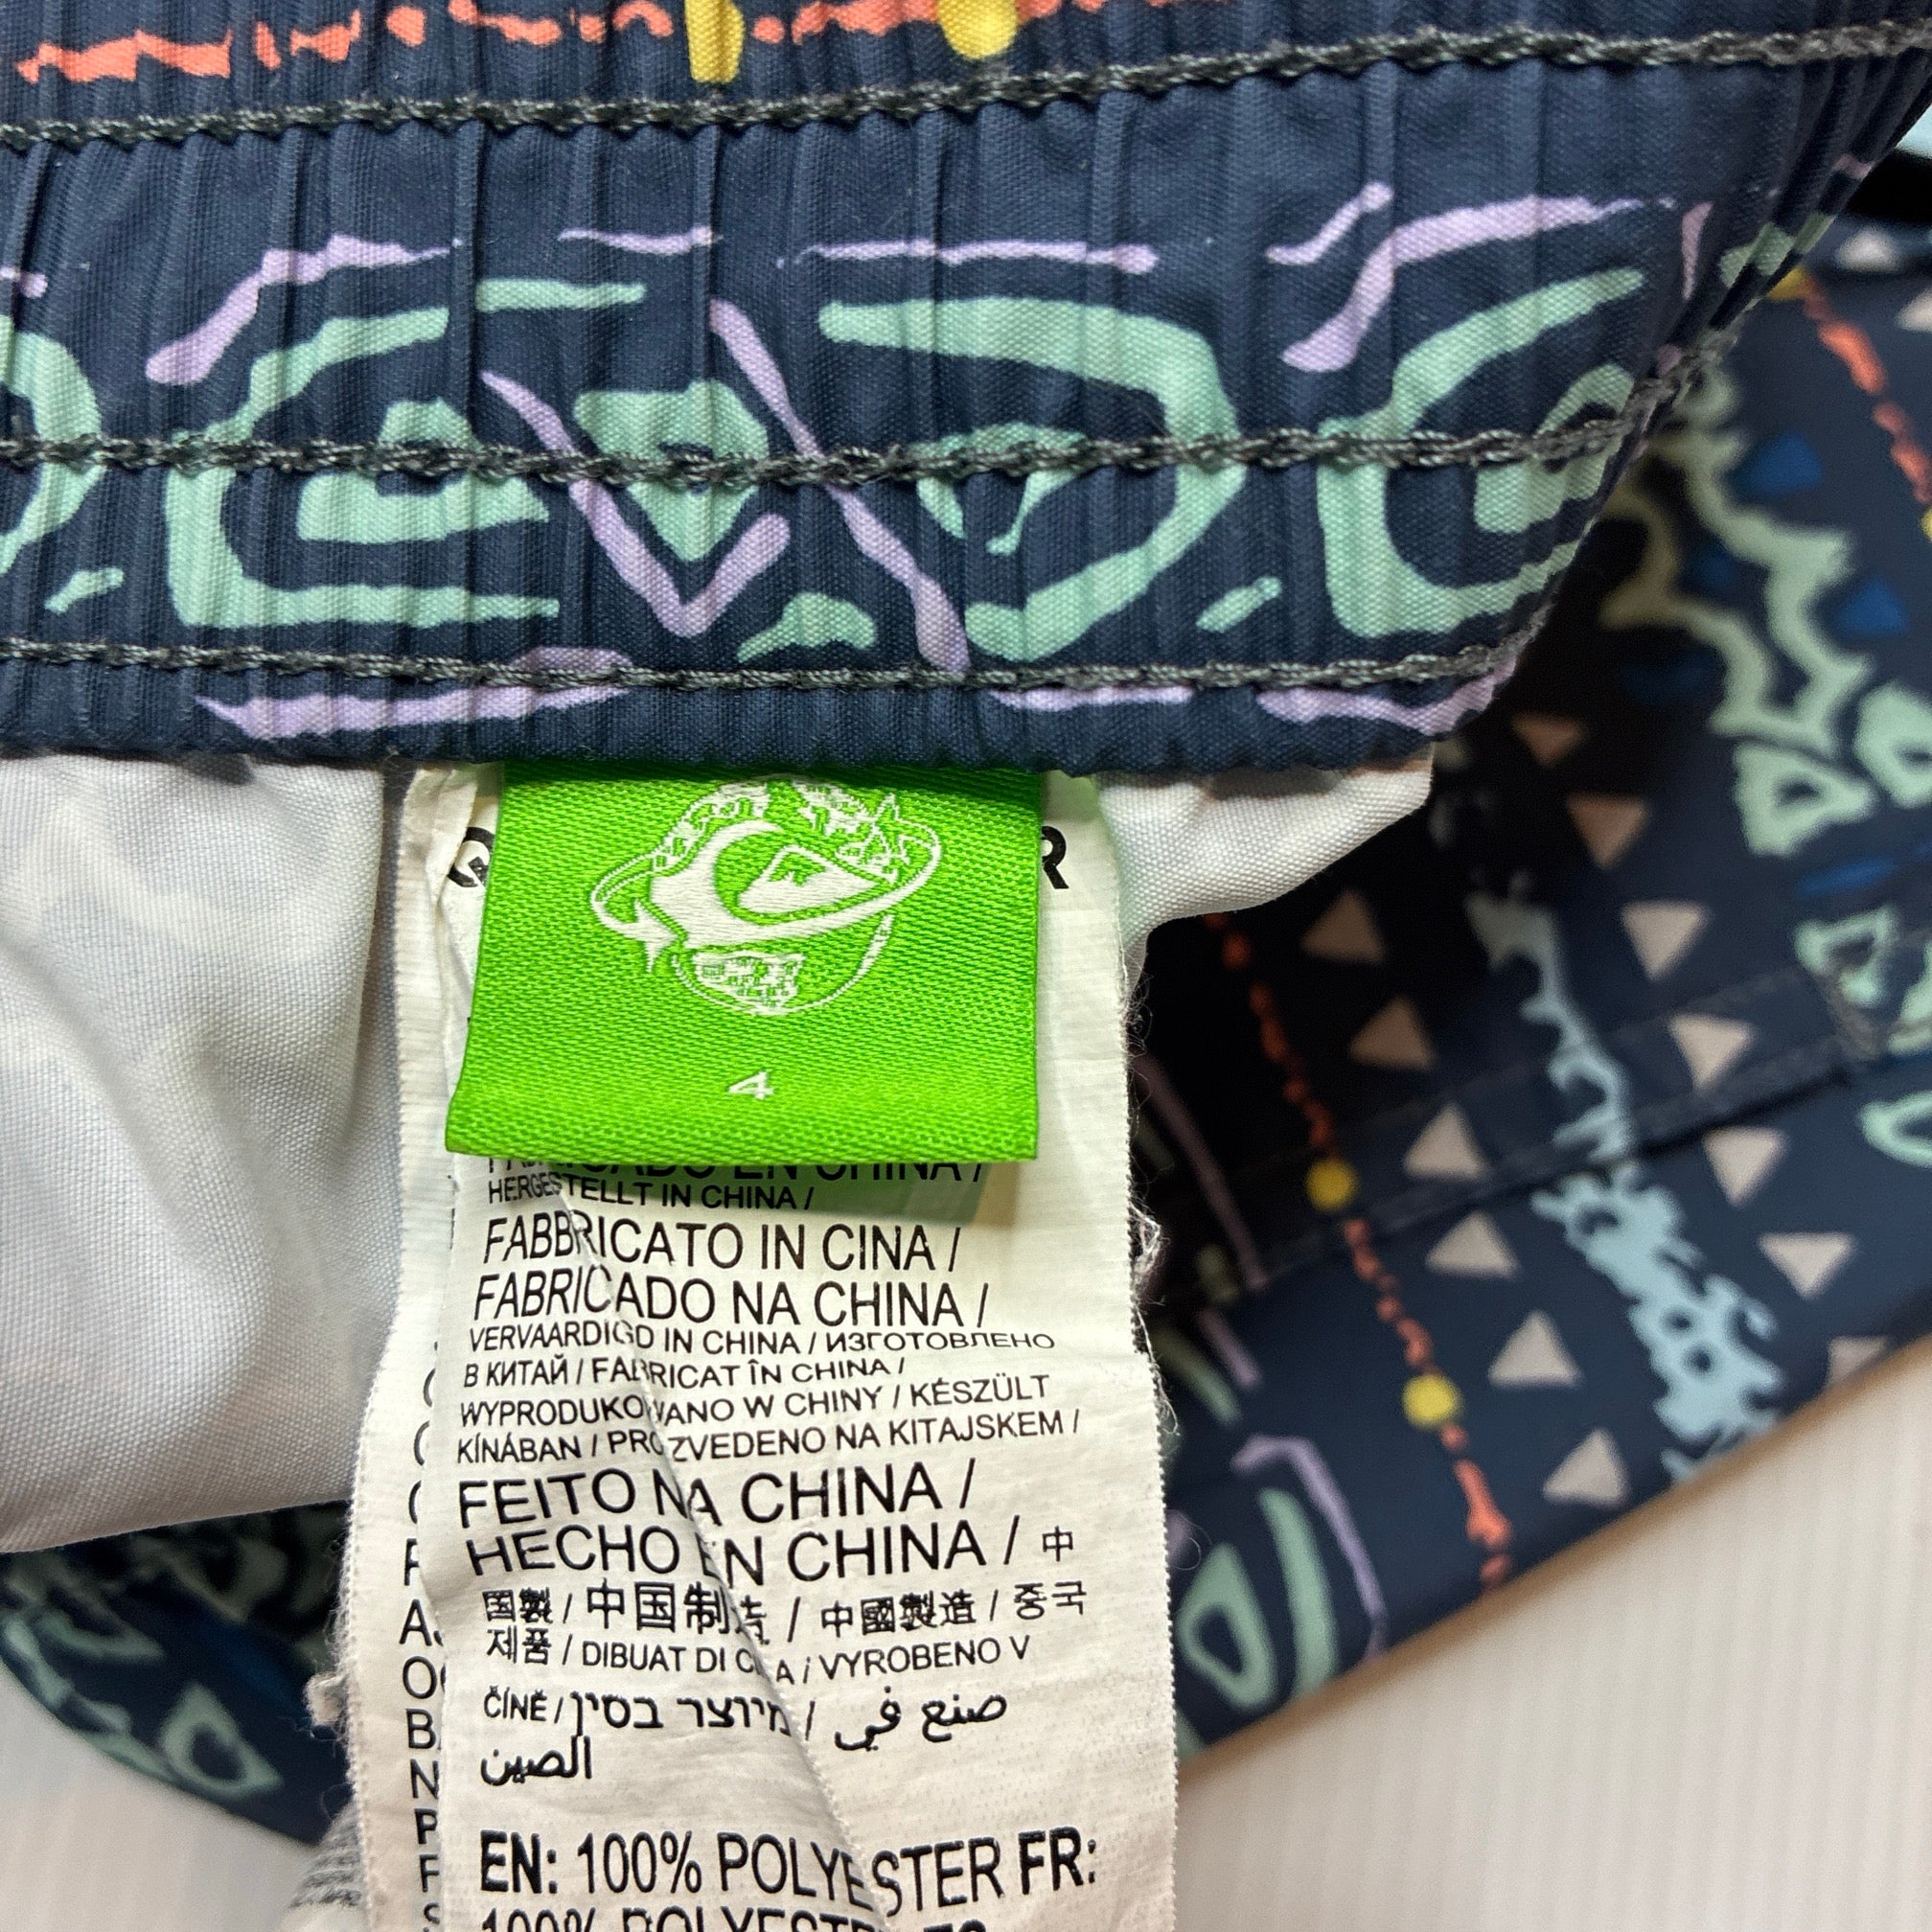 4
HERGESTELLT IN CHINA /
FABBRICATO IN CINA /
FABRICADO NA CHINA /
VERVAARDIGD IN CHINA / ИЗГОТОВЛЕНО
В КИТАЙ / FABRICAT ÎN CHINA /
WYPRODUKOWANO W CHINY / KÉSZÜLT
KÍNÁBAN / PROIZVEDENO NA KITAJSKEM /
FEITO NA CHINA /
HECHO EN CHINA / 中
国製 / 中国制造 / 中國製造 / 중국
제품 / DIBUAT DI CINA / VYROBENO V
ČÍNĚ / מיוצר בסין / صنع في
الصين
EN: 100% POLYESTER FR: